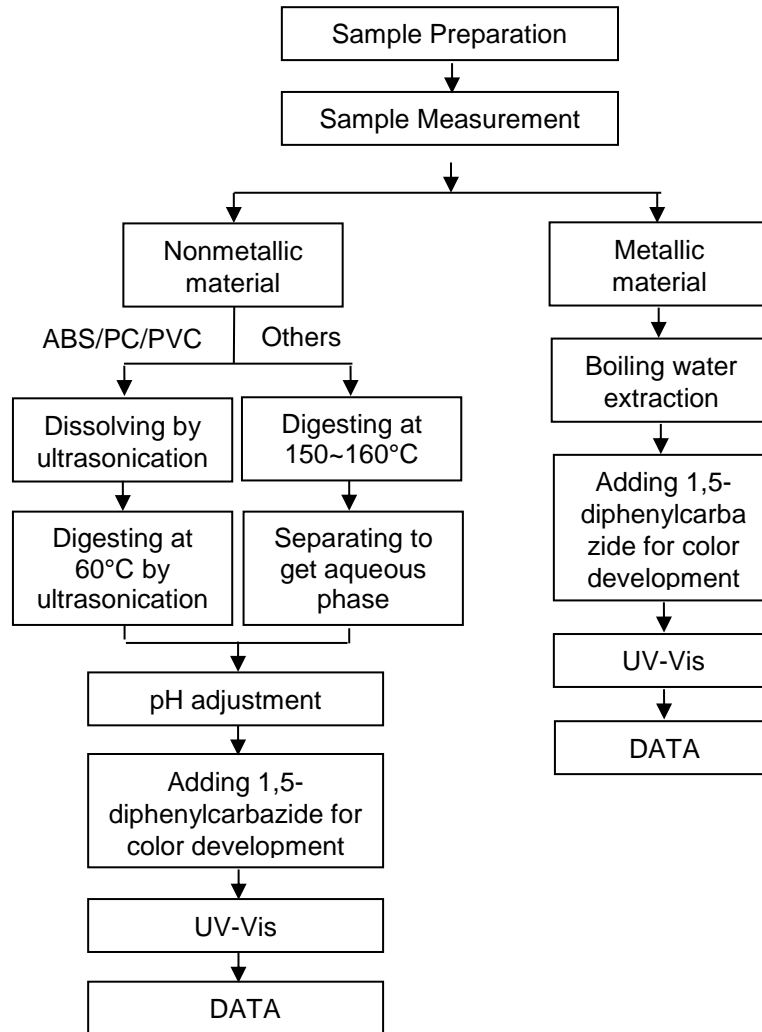 Sample Preparation
Sample Measurement
Nonmetallic
material
Metallic
material
ABS/PC/PVC
Others
Boiling water
extraction
Dissolving by
ultrasonication
Digesting at
150~160°C
Adding 1,5-
diphenylcarba
zide for color
development
Digesting at
60°C by
ultrasonication
Separating to
get aqueous
phase
UV-Vis
pH adjustment
DATA
Adding 1,5-
diphenylcarbazide for
color development
UV-Vis
DATA